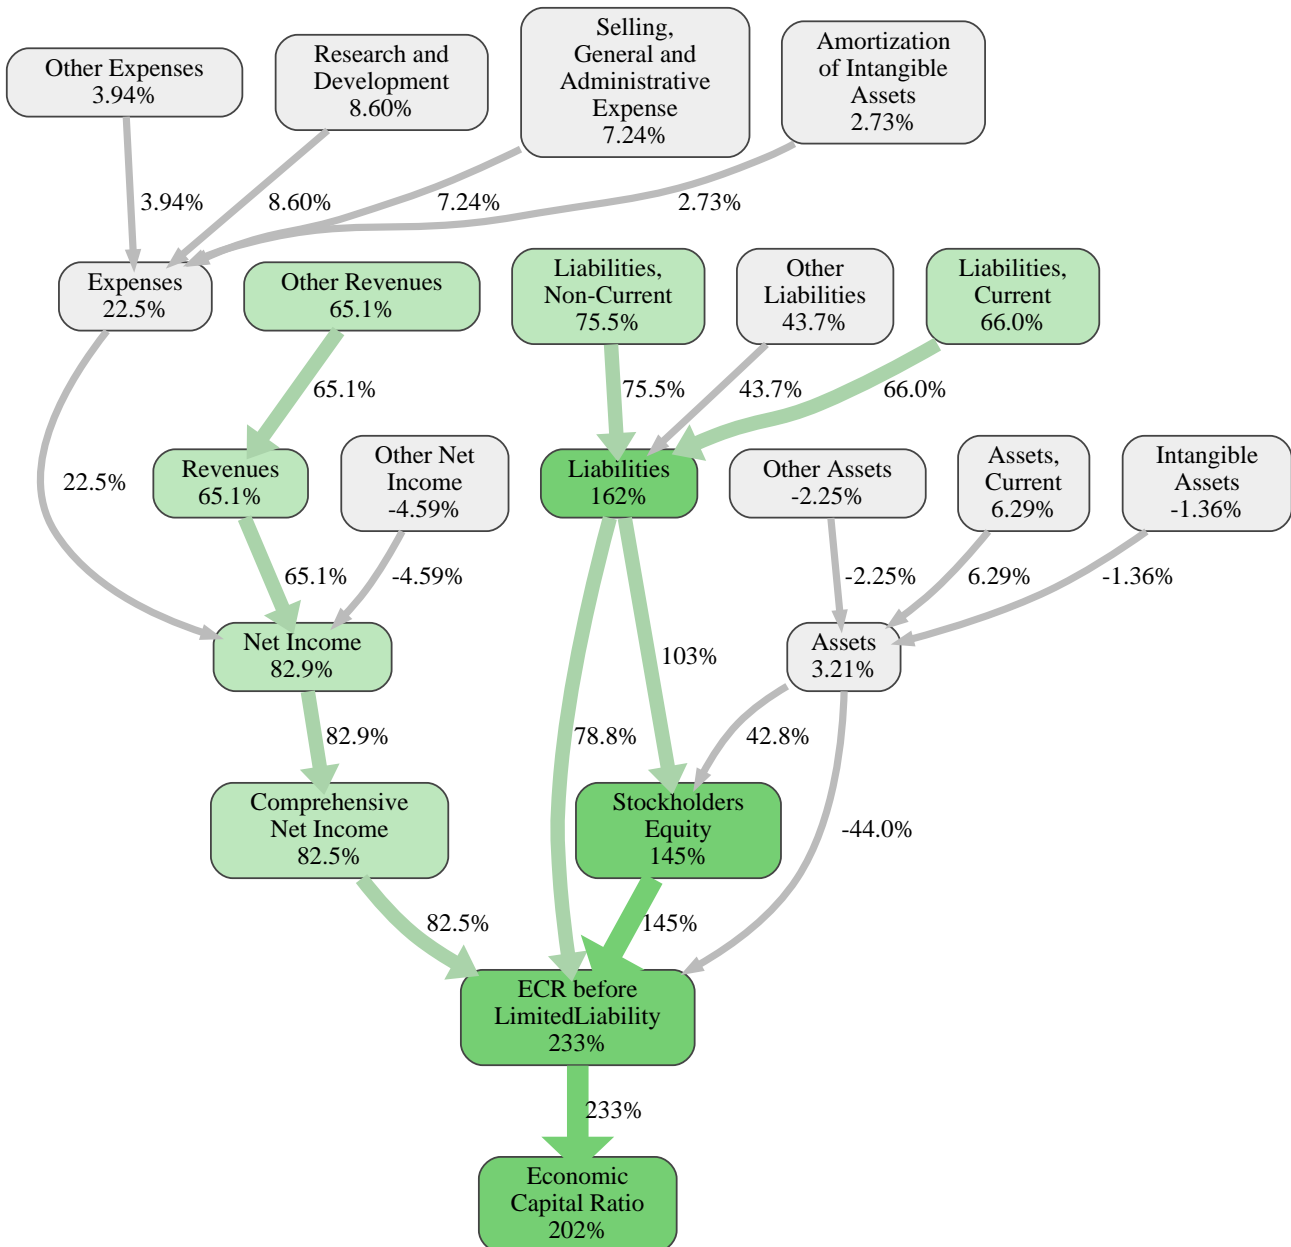 Other Expenses
3.94%
Research and
Development
8.60%
Selling,
General and
Administrative
Expense
7.24%
Amortization
of Intangible
Assets
2.73%
3.94%
8.60%
7.24%
2.73%
Expenses
22.5%
Other Revenues
65.1%
Liabilities,
Non-Current
75.5%
Other
Liabilities
43.7%
Liabilities,
Current
66.0%
65.1%
75.5%
43.7%
66.0%
22.5%
Revenues
65.1%
Other Net
Income
-4.59%
Liabilities
162%
Other Assets
-2.25%
Assets,
Current
6.29%
Intangible
Assets
-1.36%
65.1%
-4.59%
-2.25%
6.29%
-1.36%
Net Income
82.9%
103%
Assets
3.21%
82.9%
78.8%
42.8%
Comprehensive
Net Income
82.5%
Stockholders
Equity
145%
-44.0%
82.5%
145%
ECR before
LimitedLiability
233%
233%
Economic
Capital Ratio
202%